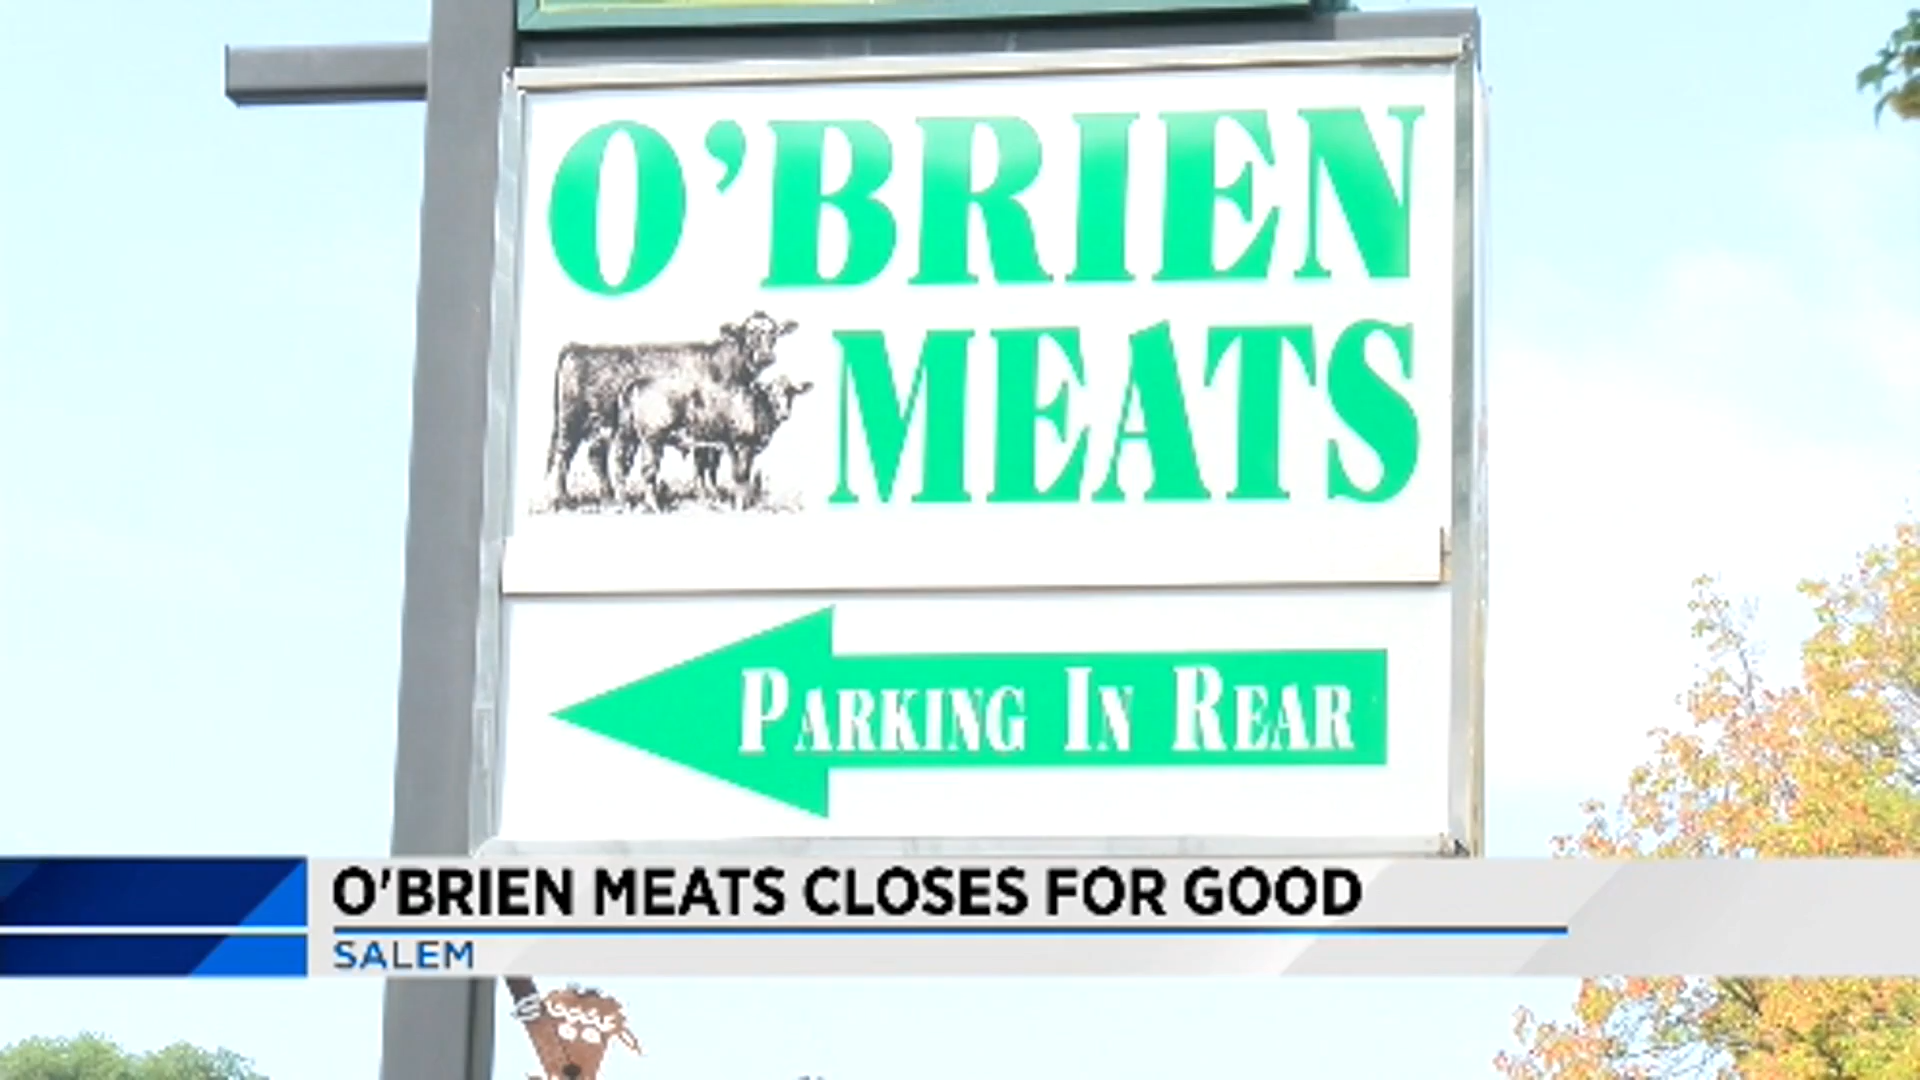 O'BRIEN
MEATS
PARKING IN REAR
O'BRIEN MEATS CLOSES FOR GOOD
SALEM